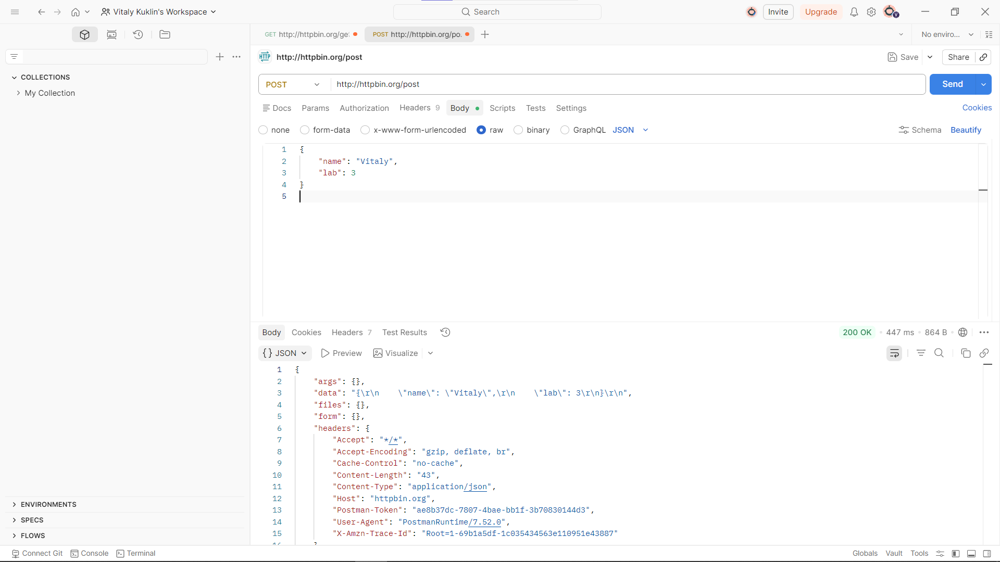 Vitaly Kuklin's Workspace
Search
Invite
Upgrade
V
GET http://httpbin.org/ge
POST http://httpbin.org/po.
No enviro...
HTTP
http://httpbin.org/post
Save
Share
COLLECTIONS
My Collection
POST
http://httpbin.org/post
Send
Docs
Params
Authorization
Headers 9
Body
Scripts
Tests
Settings
Cookies
none
form-data
x-www-form-urlencoded
raw
binary
GraphQL
JSON
Schema
Beautify
1 {
2 "name": "Vitaly",
3 "lab": 3
4 }
5
Body
Cookies
Headers 7
Test Results
200 OK • 447 ms • 864 B
{} JSON
Preview
Visualize
1 {
2 "args": {},
3 "data": "{\r\n    \"name\": \"Vitaly\",\r\n    \"lab\": 3\r\n}\r\n",
4 "files": {},
5 "form": {},
6 "headers": {
7 "Accept": "*/*",
8 "Accept-Encoding": "gzip, deflate, br",
9 "Cache-Control": "no-cache",
10 "Content-Length": "43",
11 "Content-Type": "application/json",
12 "Host": "httpbin.org",
13 "Postman-Token": "ae8b37dc-7807-4bae-bb1f-3b70830144d3",
14 "User-Agent": "PostmanRuntime/7.52.0",
15 "X-Amzn-Trace-Id": "Root=1-69b1a5df-1c035434563e110951e43887"
ENVIRONMENTS
SPECS
FLOWS
Connect Git
Console
Terminal
Globals
Vault
Tools